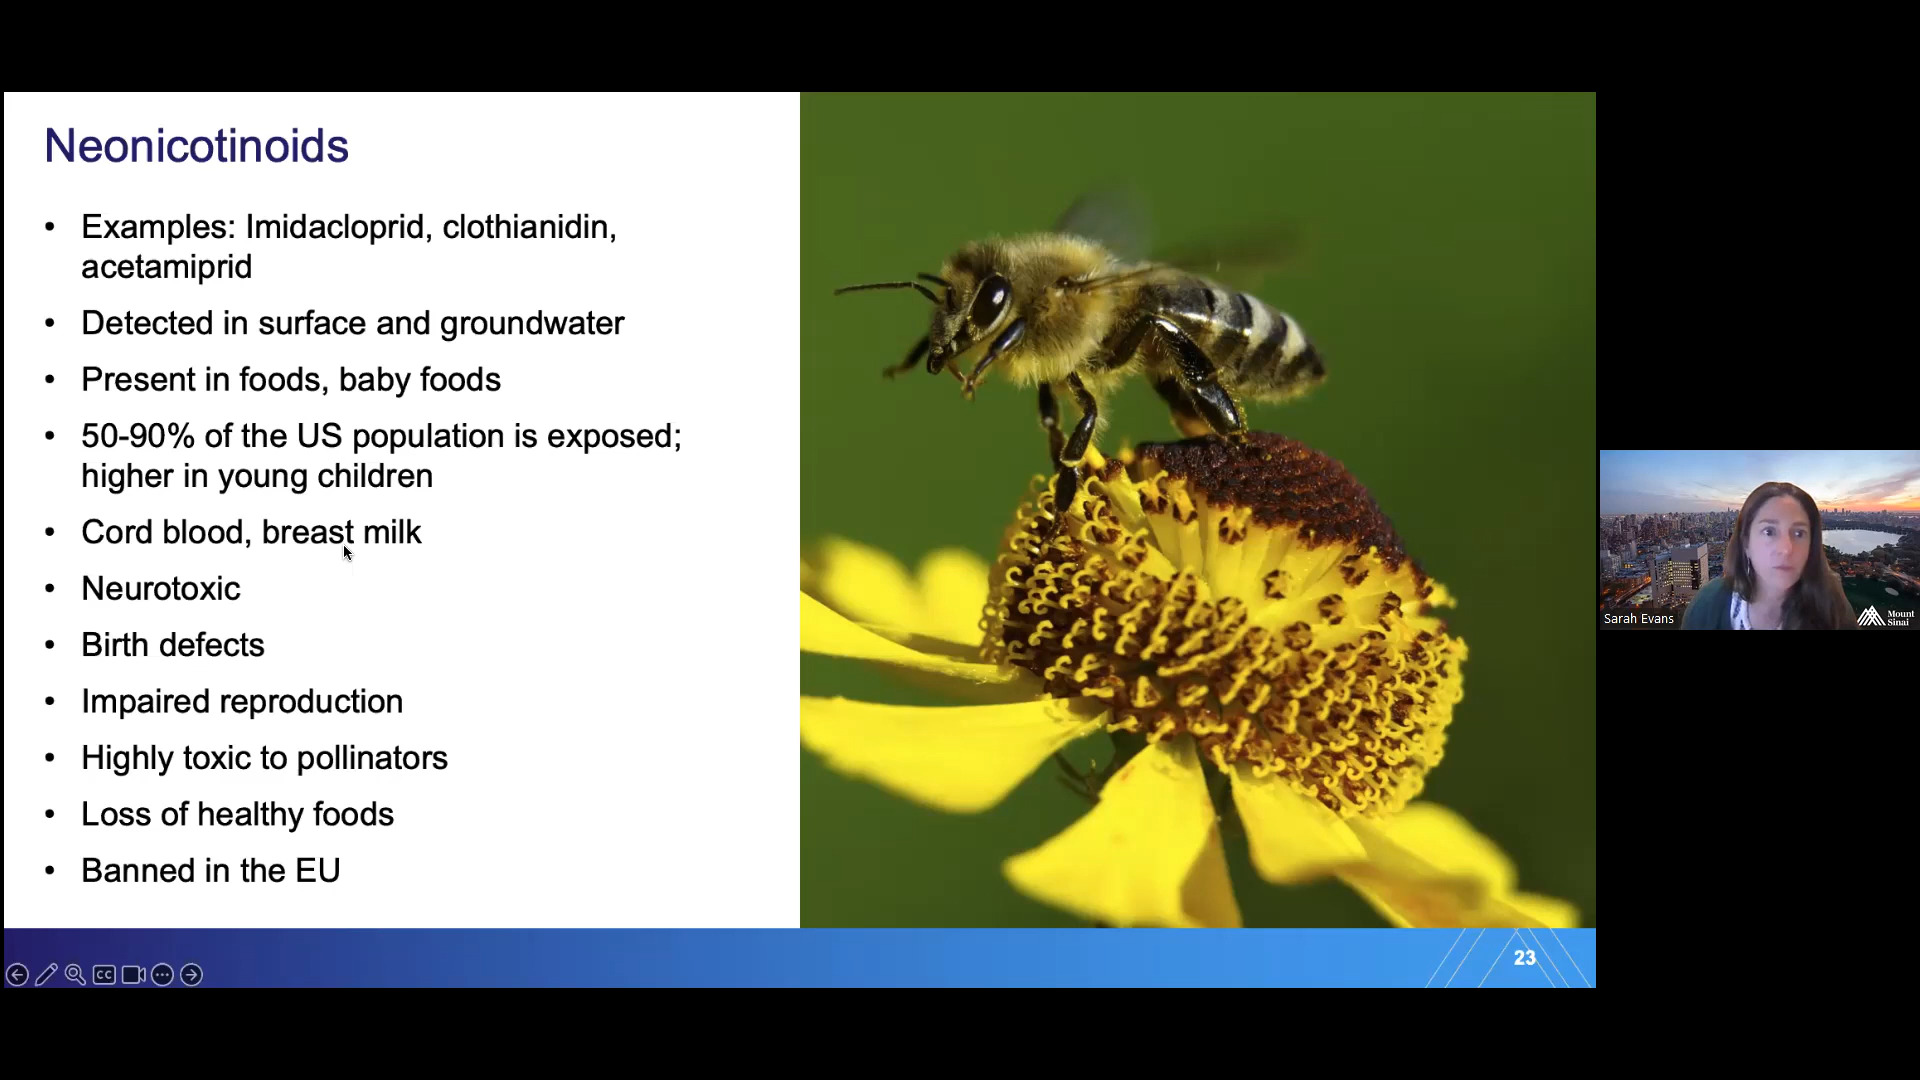 Neonicotinoids
• Examples: Imidacloprid, clothianidin,
acetamiprid
• Detected in surface and groundwater
• Present in foods, baby foods
• 50-90% of the US population is exposed;
higher in young children
• Cord blood, breast milk
• Neurotoxic
• Birth defects
• Impaired reproduction
• Highly toxic to pollinators
• Loss of healthy foods
• Banned in the EU
CC
23
Sarah Evans
Mount
Sinai